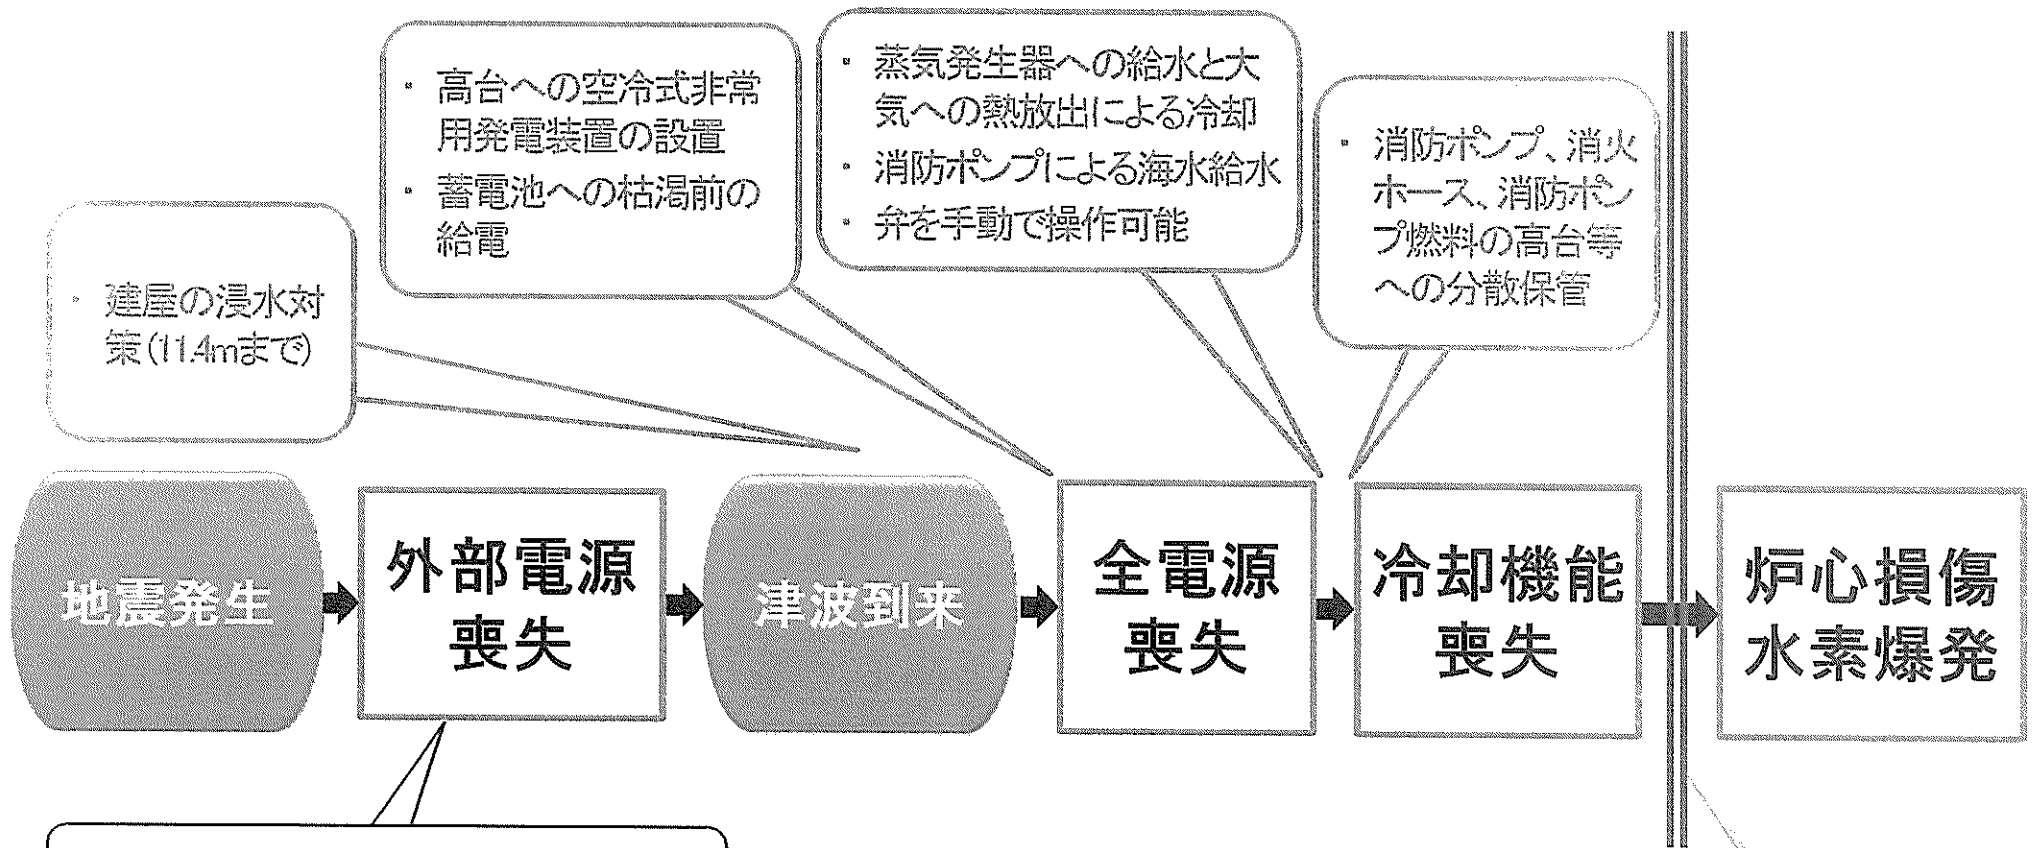 ・ 高台への空冷式非常
用発電装置の設置
・ 蓄電池への枯渇前の
給電
・ 蒸気発生器への給水と大
気への熱放出による冷却
・ 消防ポンプによる海水給水
・ 弁を手動で操作可能
・ 消防ポンプ、消火
ホース、消防ポン
プ燃料の高台等
への分散保管
・ 建屋の浸水対
策(11.4mまで)
地震発生
外部電源
喪失
津波到来
全電源
喪失
冷却機能
喪失
炉心損傷
水素爆発